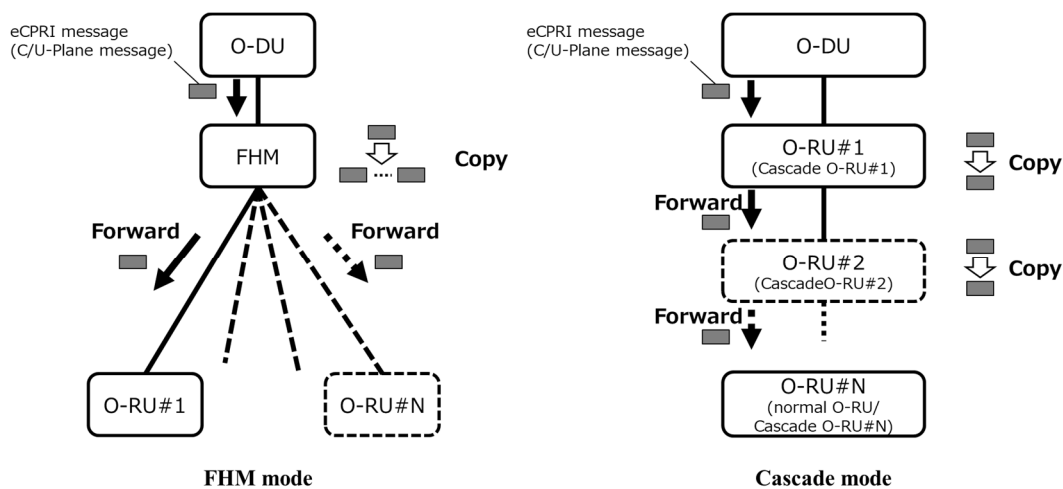 eCPRI message
(C/U-Plane message)
O-DU
FHM
Copy
Forward
Forward
O-RU#1
O-RU#N
FHM mode
eCPRI message
(C/U-Plane message)
O-DU
O-RU#1
(Cascade O-RU#1)
Copy
Forward
O-RU#2
(CascadeO-RU#2)
Copy
Forward
O-RU#N
(normal O-RU/
Cascade O-RU#N)
Cascade mode